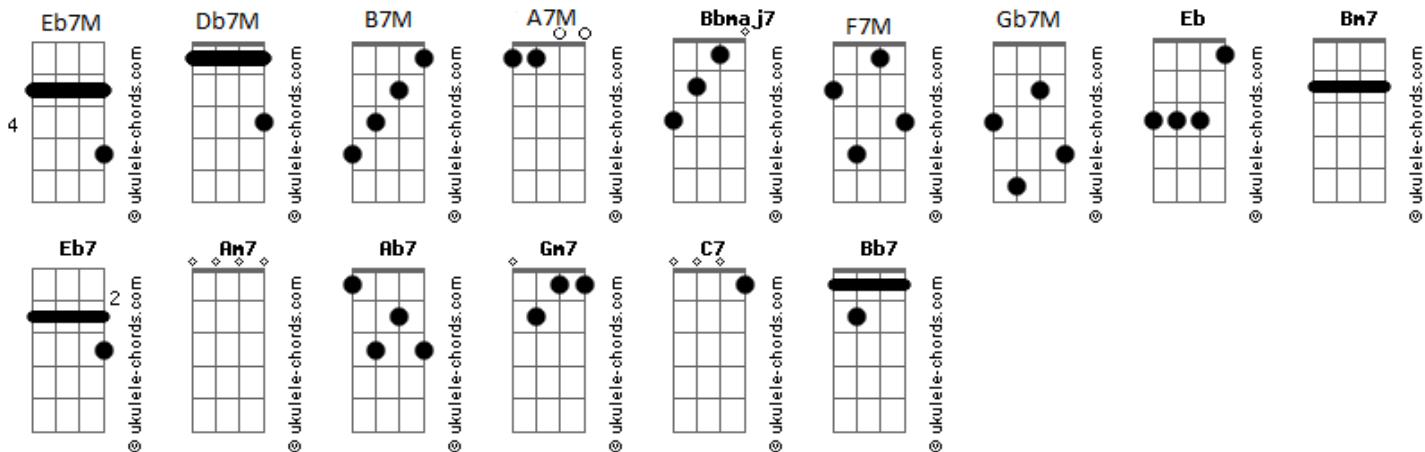 Eb7M Db7M B7M A7M Bbmaj7 F7M Gb7M Eb Bm7
4
© ukulele-chords.com © ukulele-chords.com © ukulele-chords.com © ukulele-chords.com © ukulele-chords.com © ukulele-chords.com © ukulele-chords.com © ukulele-chords.com © ukulele-chords.com
Eb7 Am7 Ab7 Gm7 C7 Bb7
2
© ukulele-chords.com © ukulele-chords.com © ukulele-chords.com © ukulele-chords.com © ukulele-chords.com © ukulele-chords.com